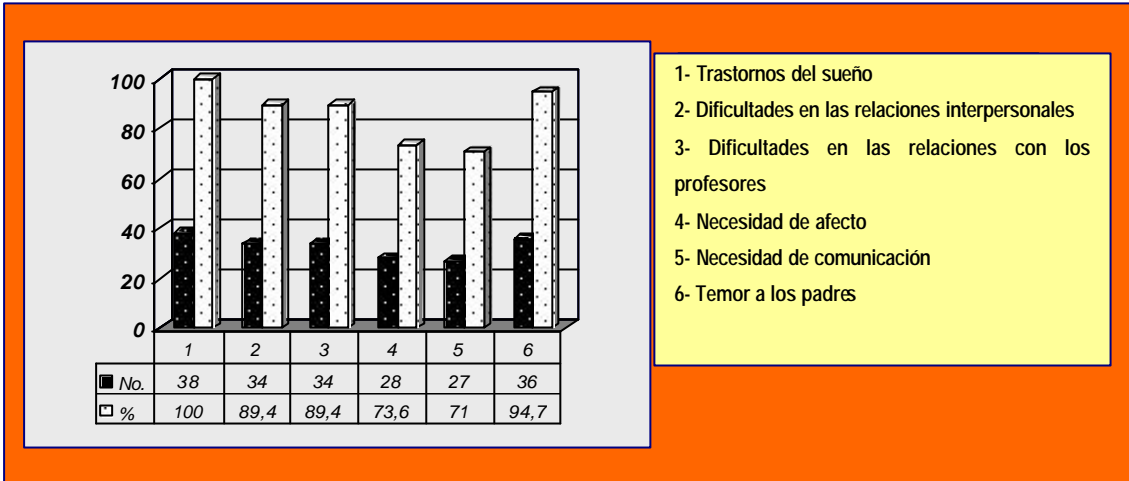 100
80
60
40
20
0
1 2 3 4 5 6
No. 38 34 34 28 27 36
% 100 89,4 89,4 73,6 71 94,7
1- Trastornos del sueño
2- Dificultades en las relaciones interpersonales
3- Dificultades en las relaciones con los
profesores
4- Necesidad de afecto
5- Necesidad de comunicación
6- Temor a los padres